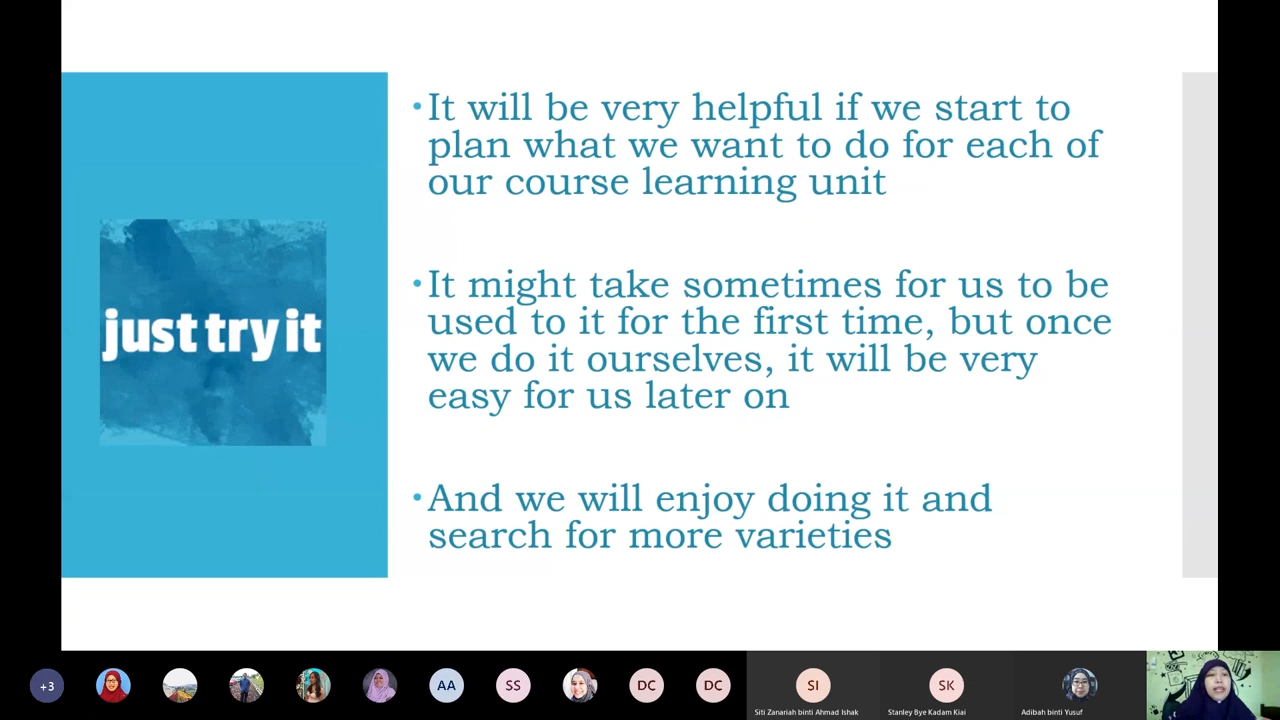 • It will be very helpful if we start to
plan what we want to do for each of
our course learning unit
just try it
• It might take sometimes for us to be
used to it for the first time, but once
we do it ourselves, it will be very
easy for us later on
• And we will enjoy doing it and
search for more varieties
+3
AA
SS
DC
DC
SI
SK
Siti Zanariah binti Ahmad Ishak
Stanley Bye Kadam Kiai
Adibah binti Yusuf